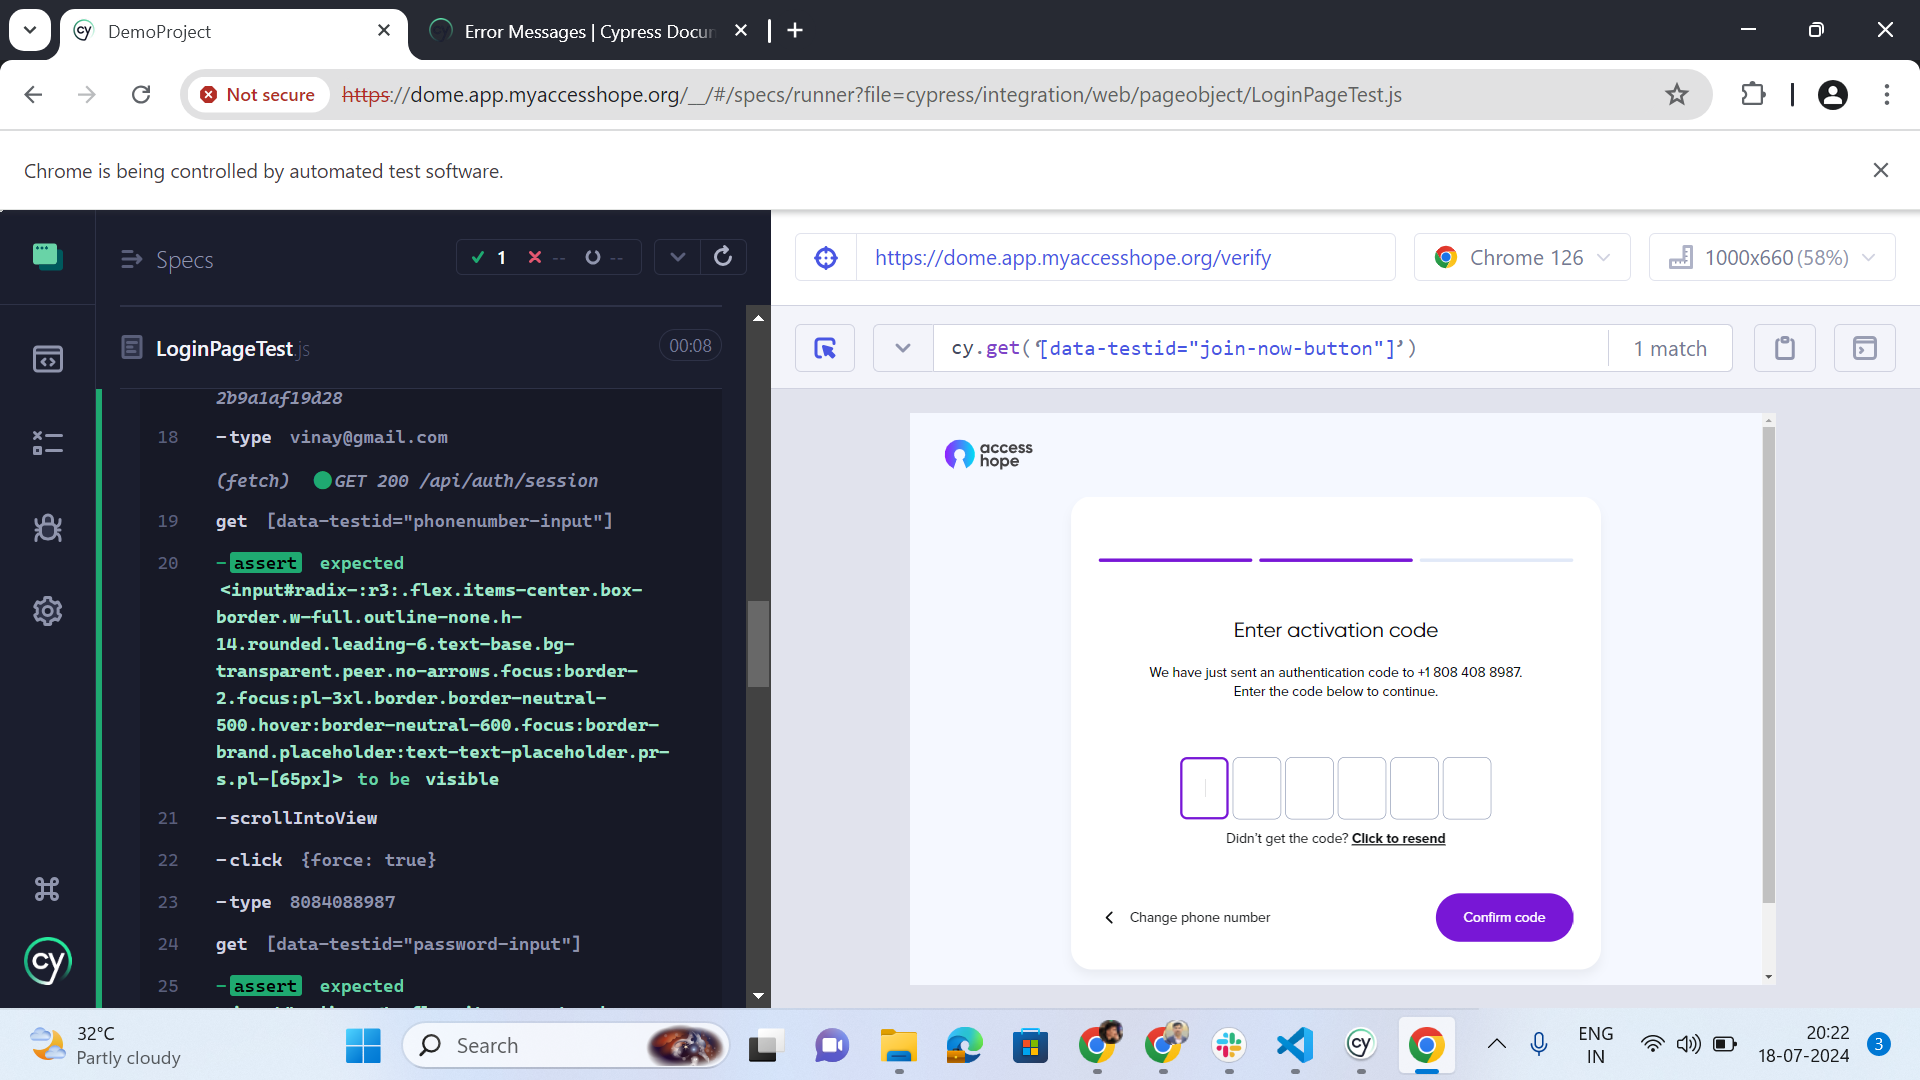 DemoProject
Error Messages | Cypress Docum
Not secure
https://dome.app.myaccesshope.org/__/#/specs/runner?file=cypress/integration/web/pageobject/LoginPageTest.js
Chrome is being controlled by automated test software.
Specs
1 -- --
https://dome.app.myaccesshope.org/verify
Chrome 126
1000x660 (58%)
LoginPageTest.js
00:08
cy.get('[data-testid="join-now-button"]')
1 match
2b9a1af19d28
18 -type vinay@gmail.com
(fetch) GET 200 /api/auth/session
19 get [data-testid="phonenumber-input"]
20 -assert expected
<input#radix-:r3:.flex.items-center.box-
border.w-full.outline-none.h-
14.rounded.leading-6.text-base.bg-
transparent.peer.no-arrows.focus:border-
2.focus:pl-3xl.border.border-neutral-
500.hover:border-neutral-600.focus:border-
brand.placeholder:text-text-placeholder.pr-
s.pl-[65px]> to be visible
21 -scrollIntoView
22 -click {force: true}
23 -type 8084088987
24 get [data-testid="password-input"]
25 -assert expected
access
hope
Enter activation code
We have just sent an authentication code to +1 808 408 8987.
Enter the code below to continue.
Didn't get the code? Click to resend
Change phone number
Confirm code
cy
32°C
Partly cloudy
Search
ENG
IN
20:22
18-07-2024
3